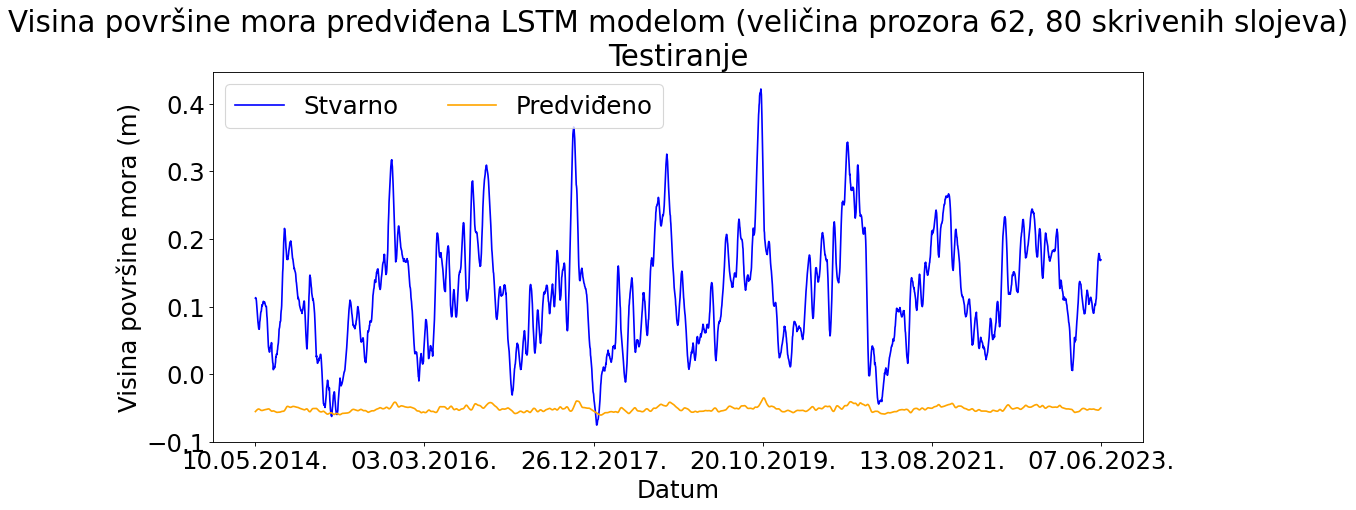 Visina površine mora predviđena LSTM modelom (veličina prozora 62, 80 skrivenih slojeva)
Testiranje
Stvarno
Predviđeno
Visina površine mora (m)
0.4
0.3
0.2
0.1
0.0
−0.1
10.05.2014.
03.03.2016.
26.12.2017.
20.10.2019.
13.08.2021.
07.06.2023.
Datum